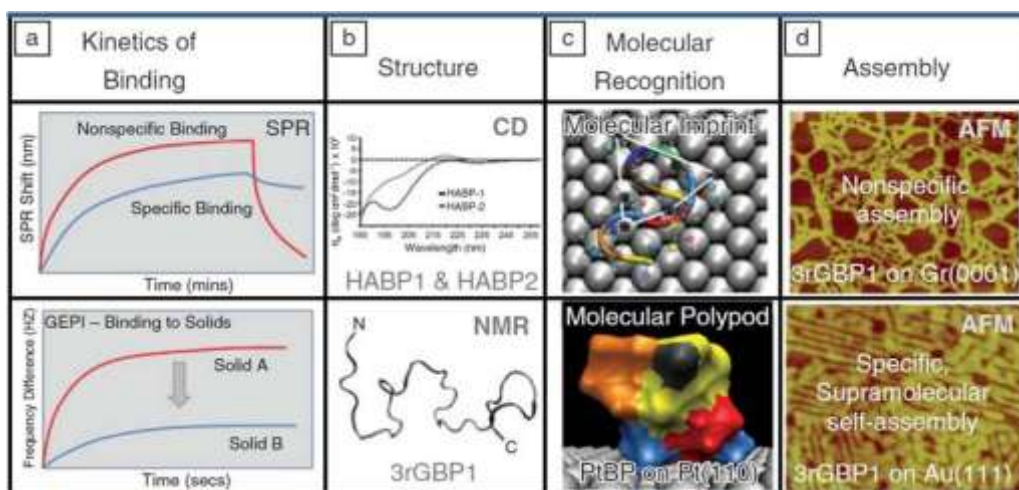 a
Kinetics of
Binding
b
Structure
c
Molecular
Recognition
d
Assembly
Nonspecific Binding
SPR
Specific Binding
SPR Shift (nm)
Time (mins)
CD
HABP-1
HABP-2
Wavelength (nm)
HABP1 & HABP2
Molecular Imprint
Nonspecific
assembly
3rGBP1 on Gr(0001)
GEPI – Binding to Solids
Solid A
Solid B
Frequency Difference (HZ)
Time (secs)
N
NMR
C
3rGBP1
Molecular Polypod
PtBP on Pt(110)
AFM
Specific,
Supramolecular
self-assembly
3rGBP1 on Au(111)
AFM